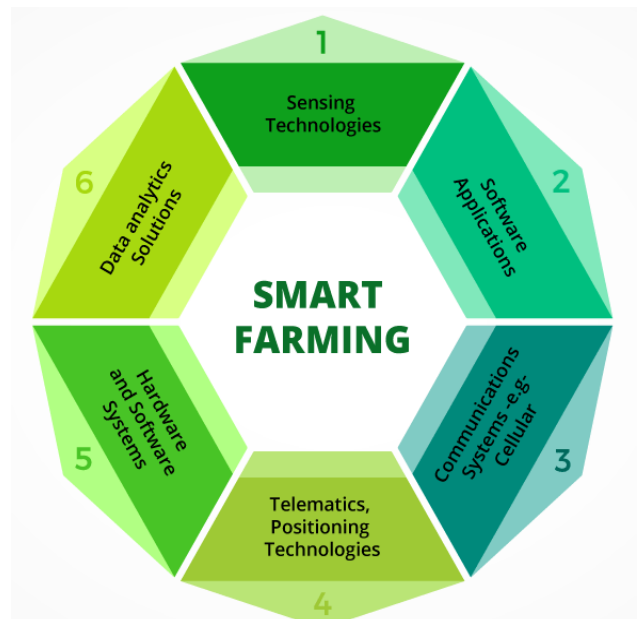 1
Sensing
Technologies
2
Software
Applications
3
Communications
Systems -e.g-
Cellular
4
Telematics,
Positioning
Technologies
5
Hardware
and Software
Systems
6
Data analytics
Solutions
SMART
FARMING